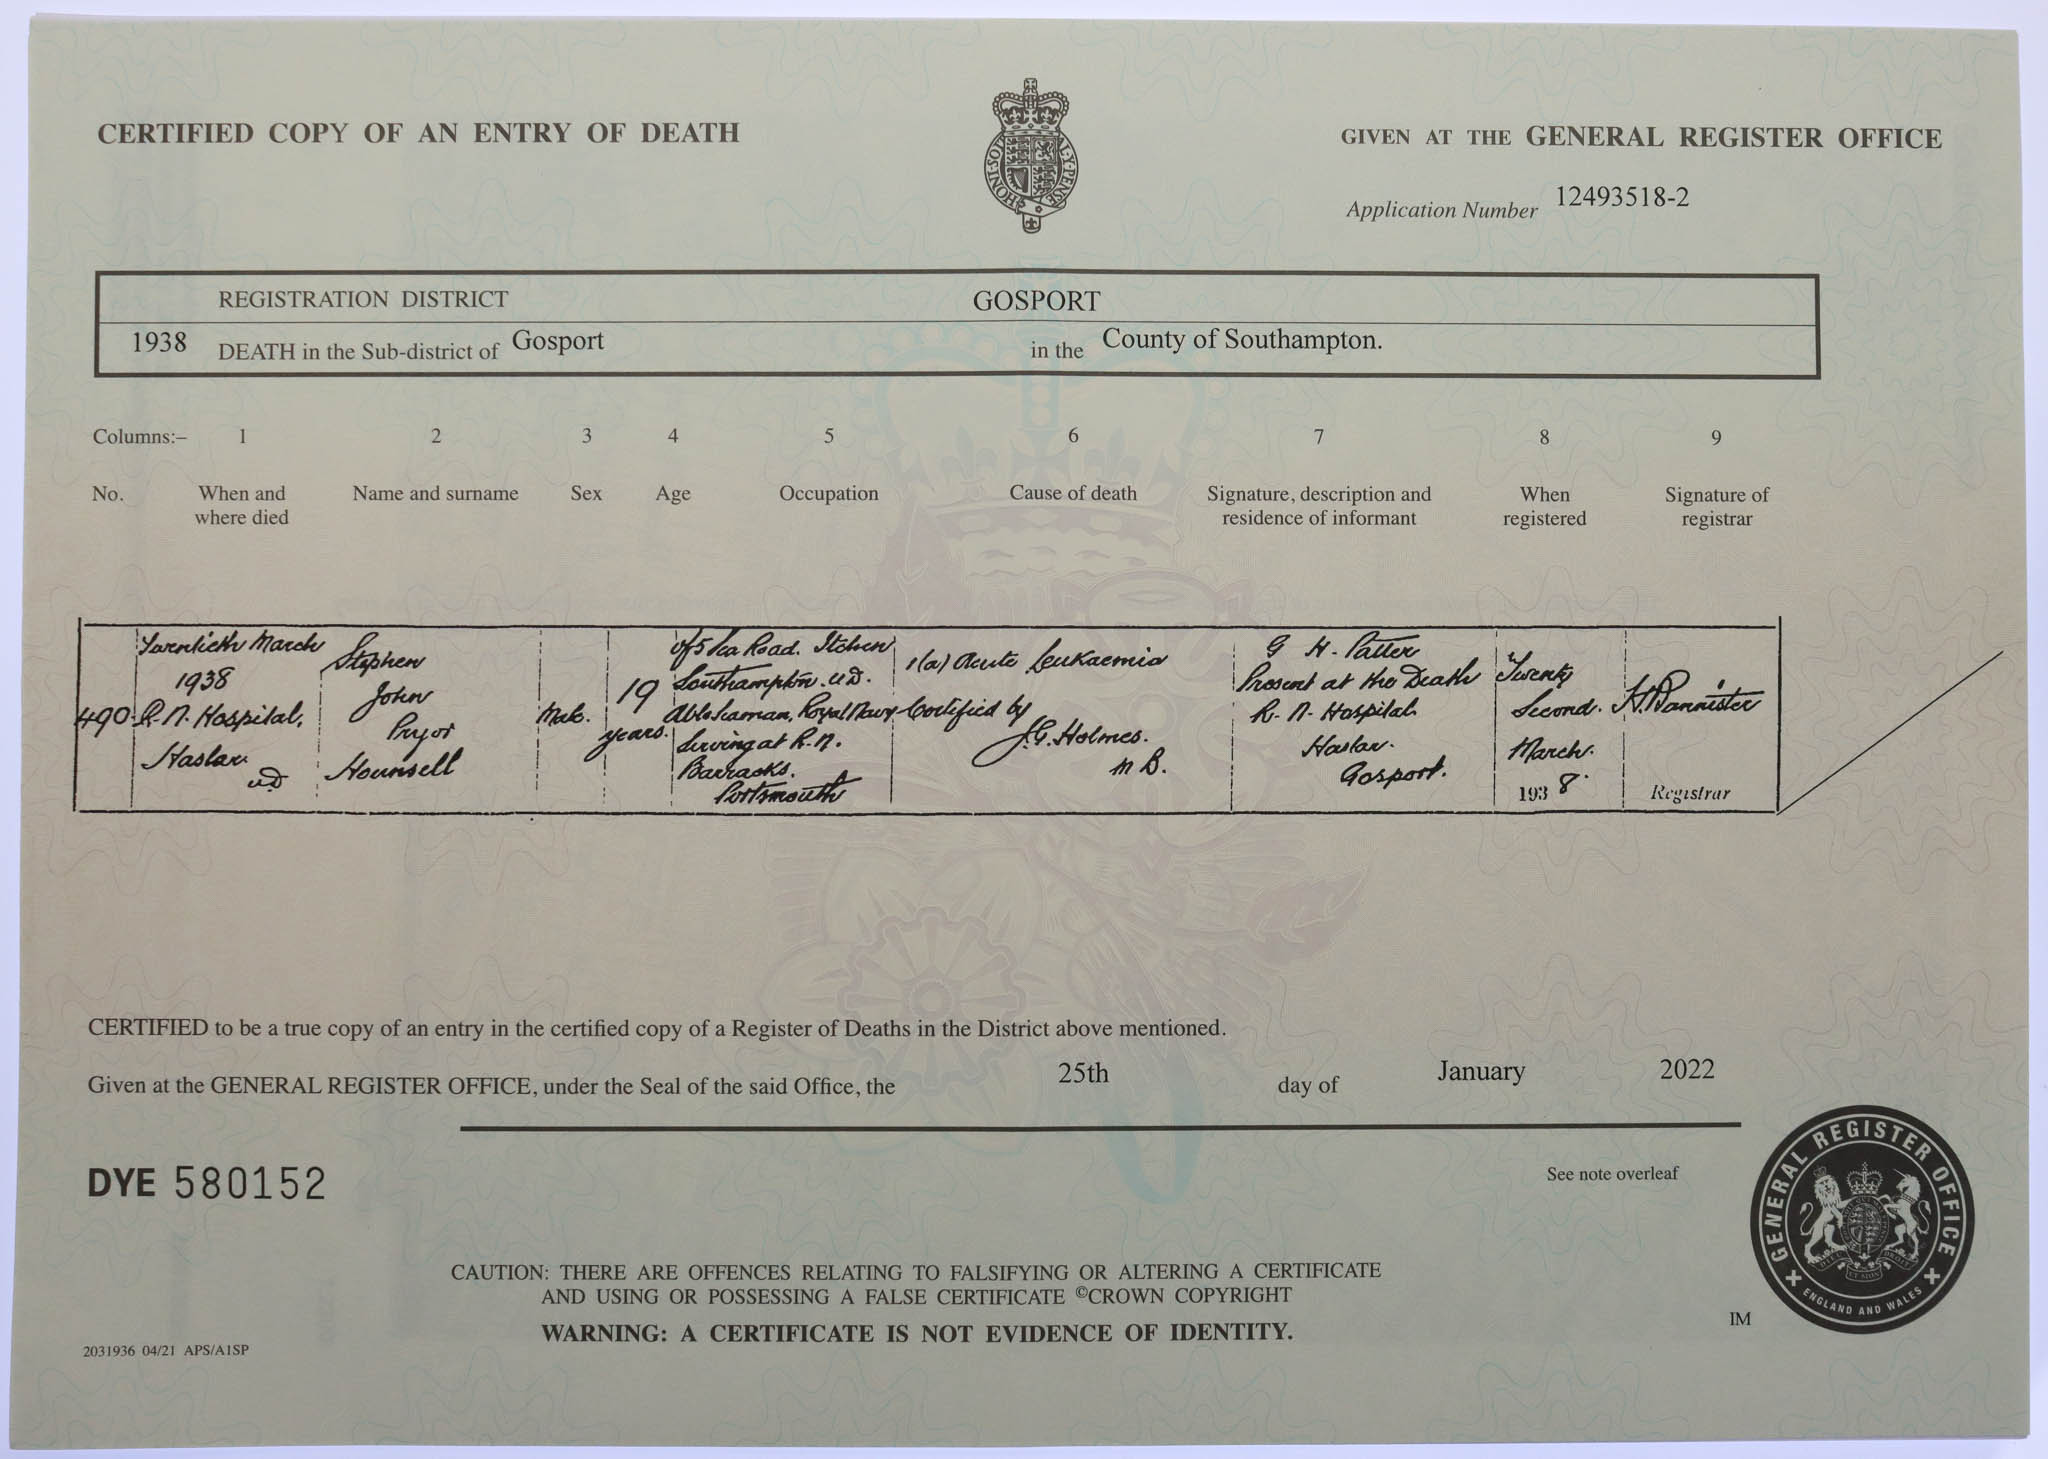 CERTIFIED COPY OF AN ENTRY OF DEATH
HONI·SOI
AL·Y·PENSE
GIVEN AT THE GENERAL REGISTER OFFICE
Application Number 12493518-2
REGISTRATION DISTRICT GOSPORT
1938 DEATH in the Sub-district of Gosport in the County of Southampton.
Columns:– 1 2 3 4 5 6 7 8 9
No. When and where died Name and surname Sex Age Occupation Cause of death Signature, description and residence of informant When registered Signature of registrar
490
Twentieth March
1938
R. N. Hospital,
Haslar
U.D
Stephen
John
Pryor
Hounsell
Male.
19
years.
of 5 Sea Road. Itchen
Southampton. U.D.
Able Seaman, Royal Navy
Serving at R.N.
Barracks.
Portsmouth
1(a) Acute Leukaemia
Certified by
J.G. Holmes.
M B.
G H. Patter
Present at the Death
R. N. Hospital
Haslar.
Gosport.
Twenty
Second.
March.
1938
H. Bannister
Registrar
CERTIFIED to be a true copy of an entry in the certified copy of a Register of Deaths in the District above mentioned.
Given at the GENERAL REGISTER OFFICE, under the Seal of the said Office, the 25th day of January 2022
DYE 580152
See note overleaf
GENERAL REGISTER OFFICE
ENGLAND AND WALES
CAUTION: THERE ARE OFFENCES RELATING TO FALSIFYING OR ALTERING A CERTIFICATE
AND USING OR POSSESSING A FALSE CERTIFICATE ©CROWN COPYRIGHT
WARNING: A CERTIFICATE IS NOT EVIDENCE OF IDENTITY.
IM
2031936 04/21 APS/A1SP